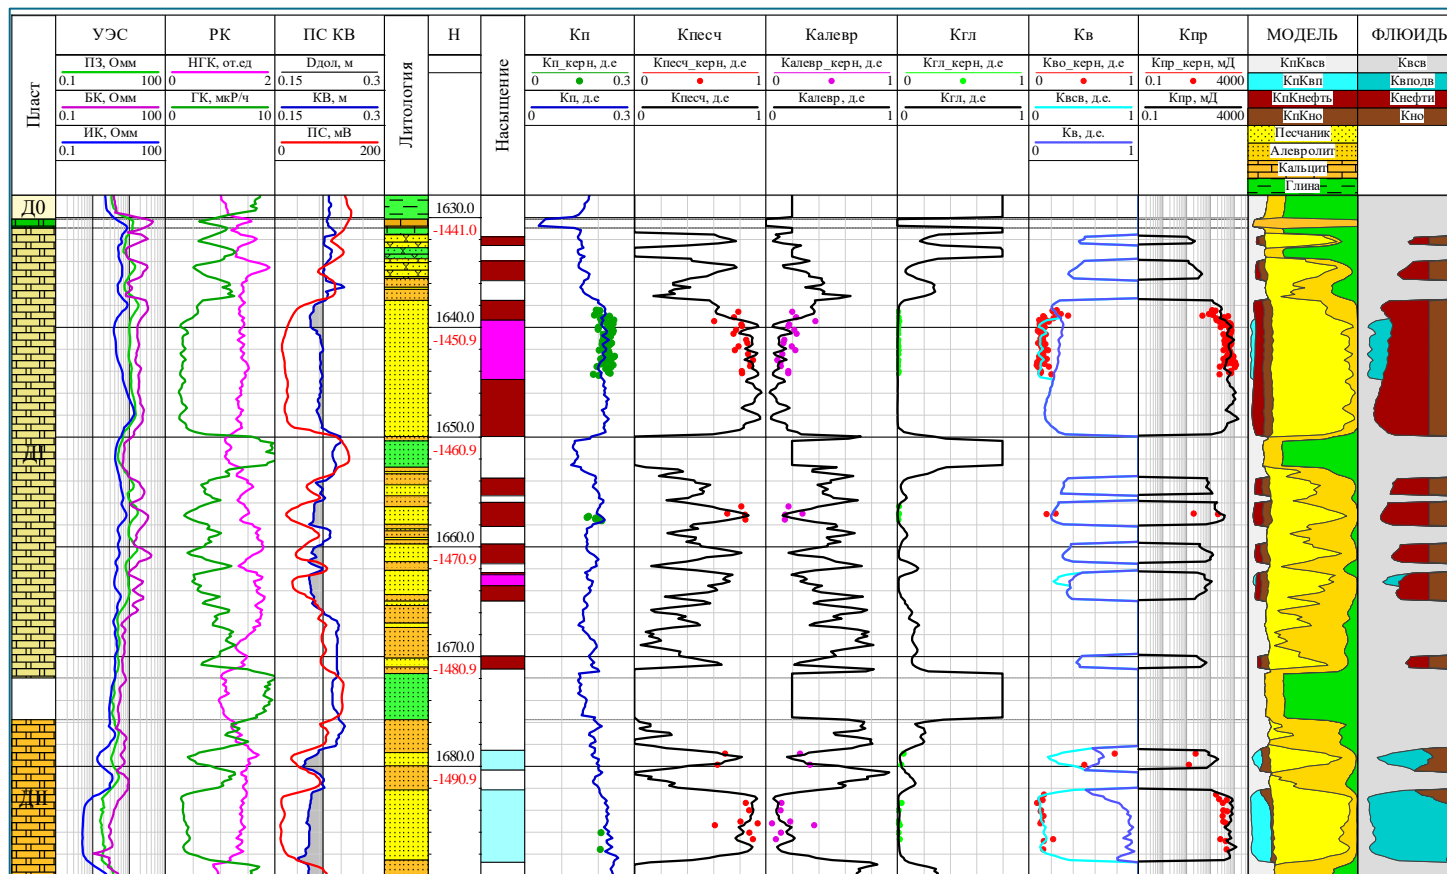 Пласт
УЭС
ПЗ, Омм
0.1 100
БК, Омм
0.1 100
ИК, Омм
0.1 100
РК
НГК, от.ед
0 2
ГК, мкР/ч
0 10
ПС КВ
Dдол, м
0.15 0.3
КВ, м
0.15 0.3
ПС, мВ
0 200
Литология
Н
Насыщение
Кп
Кп_керн, д.е
0 0.3
Кп, д.е
0 0.3
Кпесч
Кпесч_керн, д.е
0 1
Кпесч, д.е
0 1
Калевр
Калевр_керн, д.е
0 1
Калевр, д.е
0 1
Кгл
Кгл_керн, д.е
0 1
Кгл, д.е
0 1
Кв
Кво_керн, д.е
0 1
Квсв, д.е.
0 1
Кв, д.е.
0 1
Кпр
Кпр_керн, мД
0.1 4000
Кпр, мД
0.1 4000
МОДЕЛЬ
КпКвсв
КпКвп
КпКнефть
КпКно
Песчаник
Алевролит
Кальцит
Глина
ФЛЮИДЫ
Квсв
Квподв
Кнефти
Кно
Д0
ДI
ДII
1630.0
-1441.0
1640.0
-1450.9
1650.0
-1460.9
1660.0
-1470.9
1670.0
-1480.9
1680.0
-1490.9